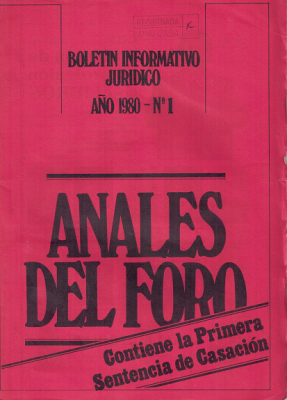 BOLETIN INFORMATIVO
JURIDICO
AÑO 1980 - Nº 1
ANALES
DEL FORO
Contiene la Primera
Sentencia de Casación